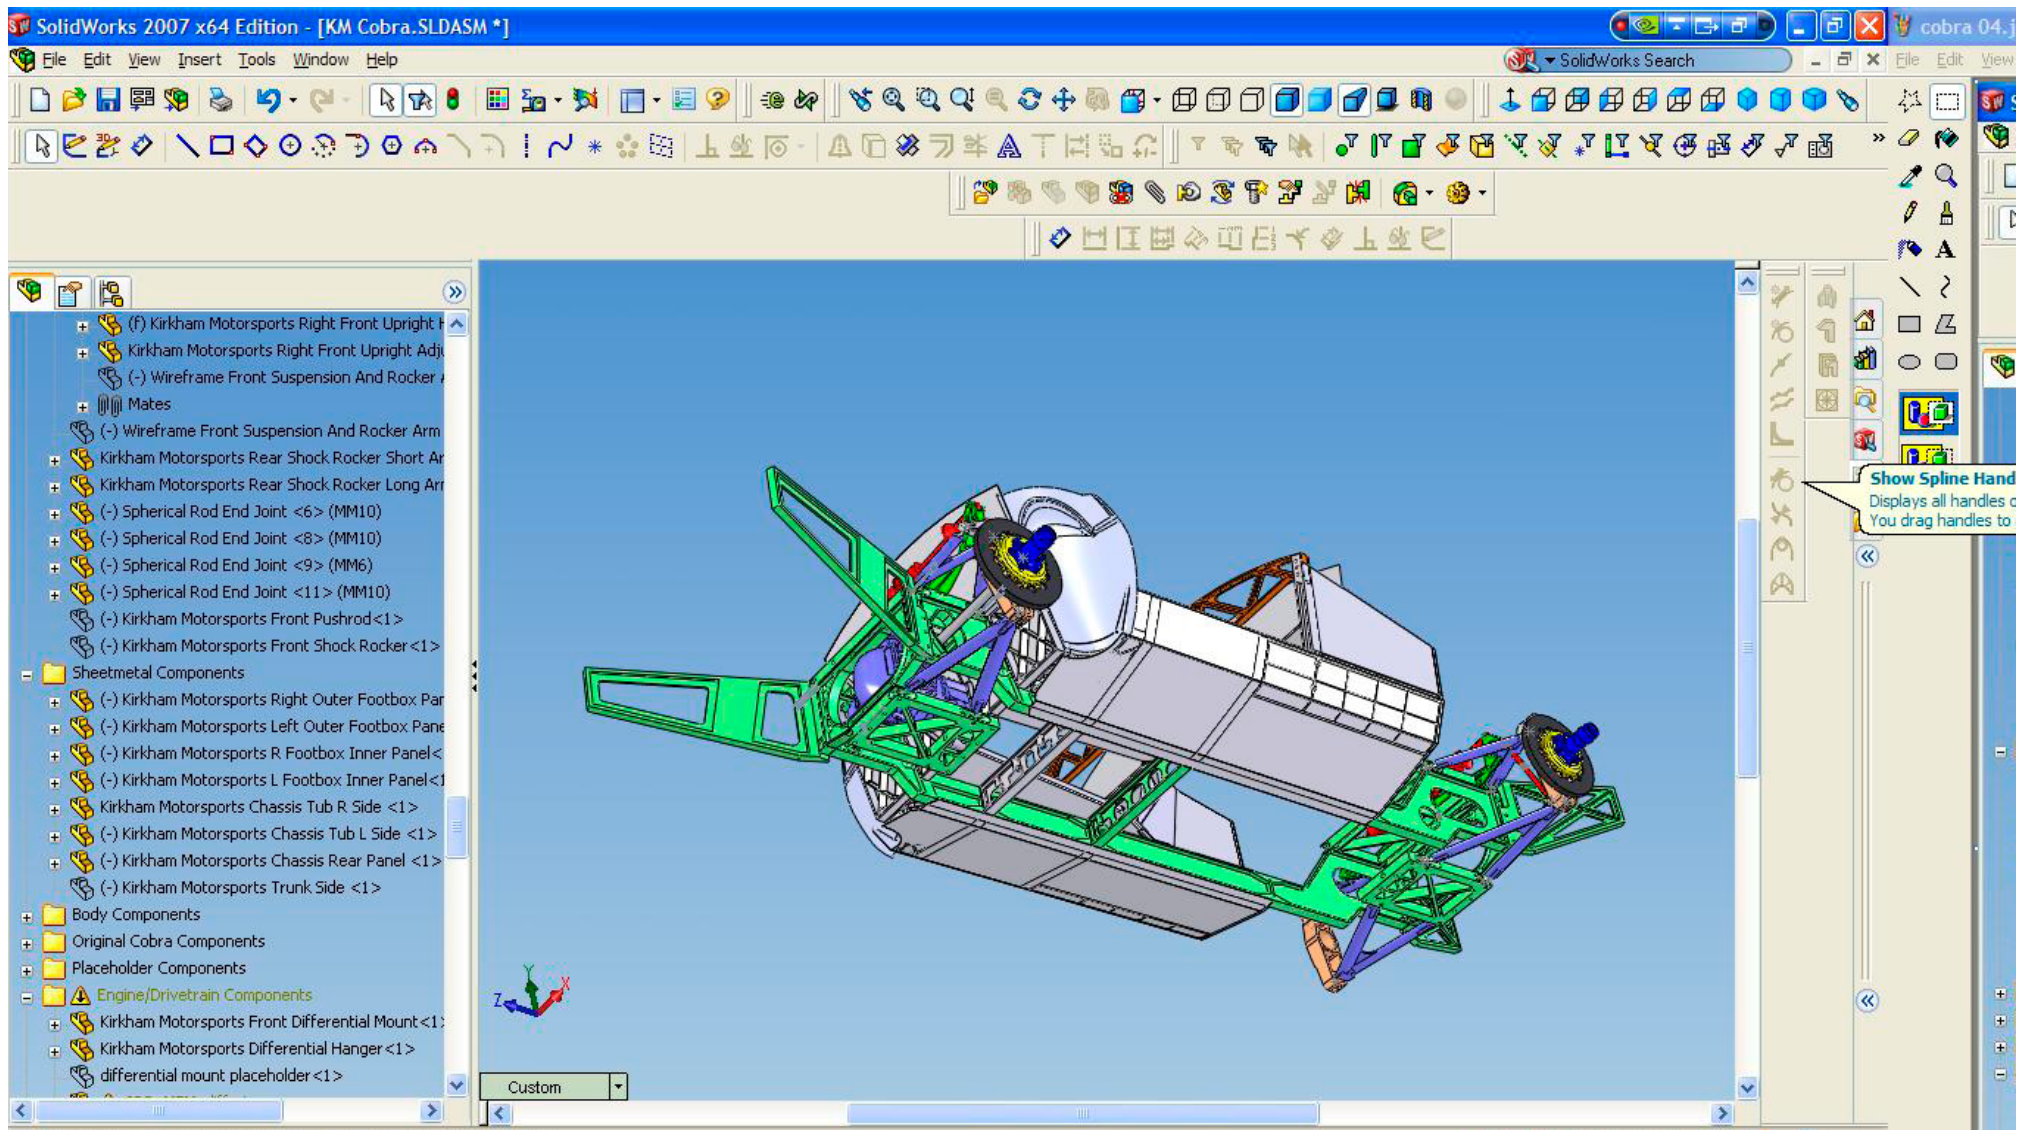 SolidWorks 2007 x64 Edition - [KM Cobra.SLDASM *]
cobra 04.j
File Edit View Insert Tools Window Help
SolidWorks Search
File Edit View
(f) Kirkham Motorsports Right Front Upright H
Kirkham Motorsports Right Front Upright Adju
(-) Wireframe Front Suspension And Rocker A
Mates
(-) Wireframe Front Suspension And Rocker Arm
Kirkham Motorsports Rear Shock Rocker Short Ar
Kirkham Motorsports Rear Shock Rocker Long Arr
(-) Spherical Rod End Joint <6> (MM10)
(-) Spherical Rod End Joint <8> (MM10)
(-) Spherical Rod End Joint <9> (MM6)
(-) Spherical Rod End Joint <11> (MM10)
(-) Kirkham Motorsports Front Pushrod<1>
(-) Kirkham Motorsports Front Shock Rocker<1>
Sheetmetal Components
(-) Kirkham Motorsports Right Outer Footbox Par
(-) Kirkham Motorsports Left Outer Footbox Pane
(-) Kirkham Motorsports R Footbox Inner Panel<
(-) Kirkham Motorsports L Footbox Inner Panel<1
Kirkham Motorsports Chassis Tub R Side <1>
(-) Kirkham Motorsports Chassis Tub L Side <1>
(-) Kirkham Motorsports Chassis Rear Panel <1>
(-) Kirkham Motorsports Trunk Side <1>
Body Components
Original Cobra Components
Placeholder Components
Engine/Drivetrain Components
Kirkham Motorsports Front Differential Mount<1>
Kirkham Motorsports Differential Hanger<1>
differential mount placeholder<1>
Show Spline Hand
Displays all handles o
You drag handles to
Y
X
Z
Custom